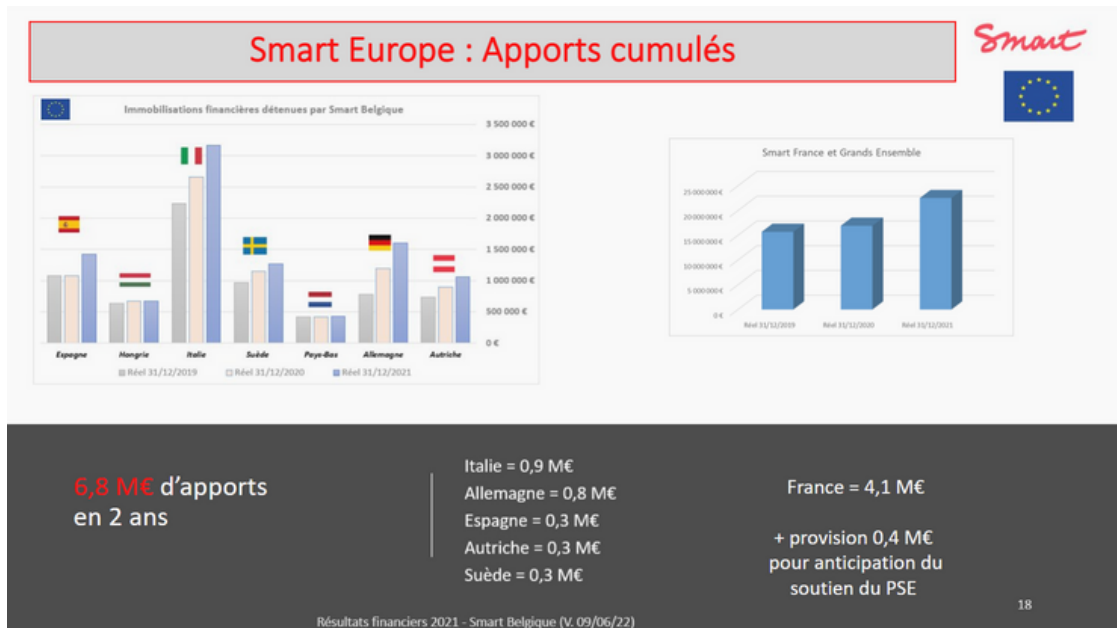 Smart Europe : Apports cumulés
Smart
Immobilisations financières détenues par Smart Belgique
3 500 000 €
3 000 000 €
2 500 000 €
2 000 000 €
1 500 000 €
1 000 000 €
500 000 €
0 €
Espagne Hongrie Italie Suède Pays-Bas Allemagne Autriche
Réel 31/12/2019 Réel 31/12/2020 Réel 31/12/2021
Smart France et Grands Ensemble
25 000 000 €
20 000 000 €
15 000 000 €
10 000 000 €
5 000 000 €
0 €
Réel 31/12/2019 Réel 31/12/2020 Réel 31/12/2021
6,8 M€ d’apports
en 2 ans
Italie = 0,9 M€
Allemagne = 0,8 M€
Espagne = 0,3 M€
Autriche = 0,3 M€
Suède = 0,3 M€
France = 4,1 M€
+ provision 0,4 M€
pour anticipation du
soutien du PSE
18
Résultats financiers 2021 - Smart Belgique (V. 09/06/22)